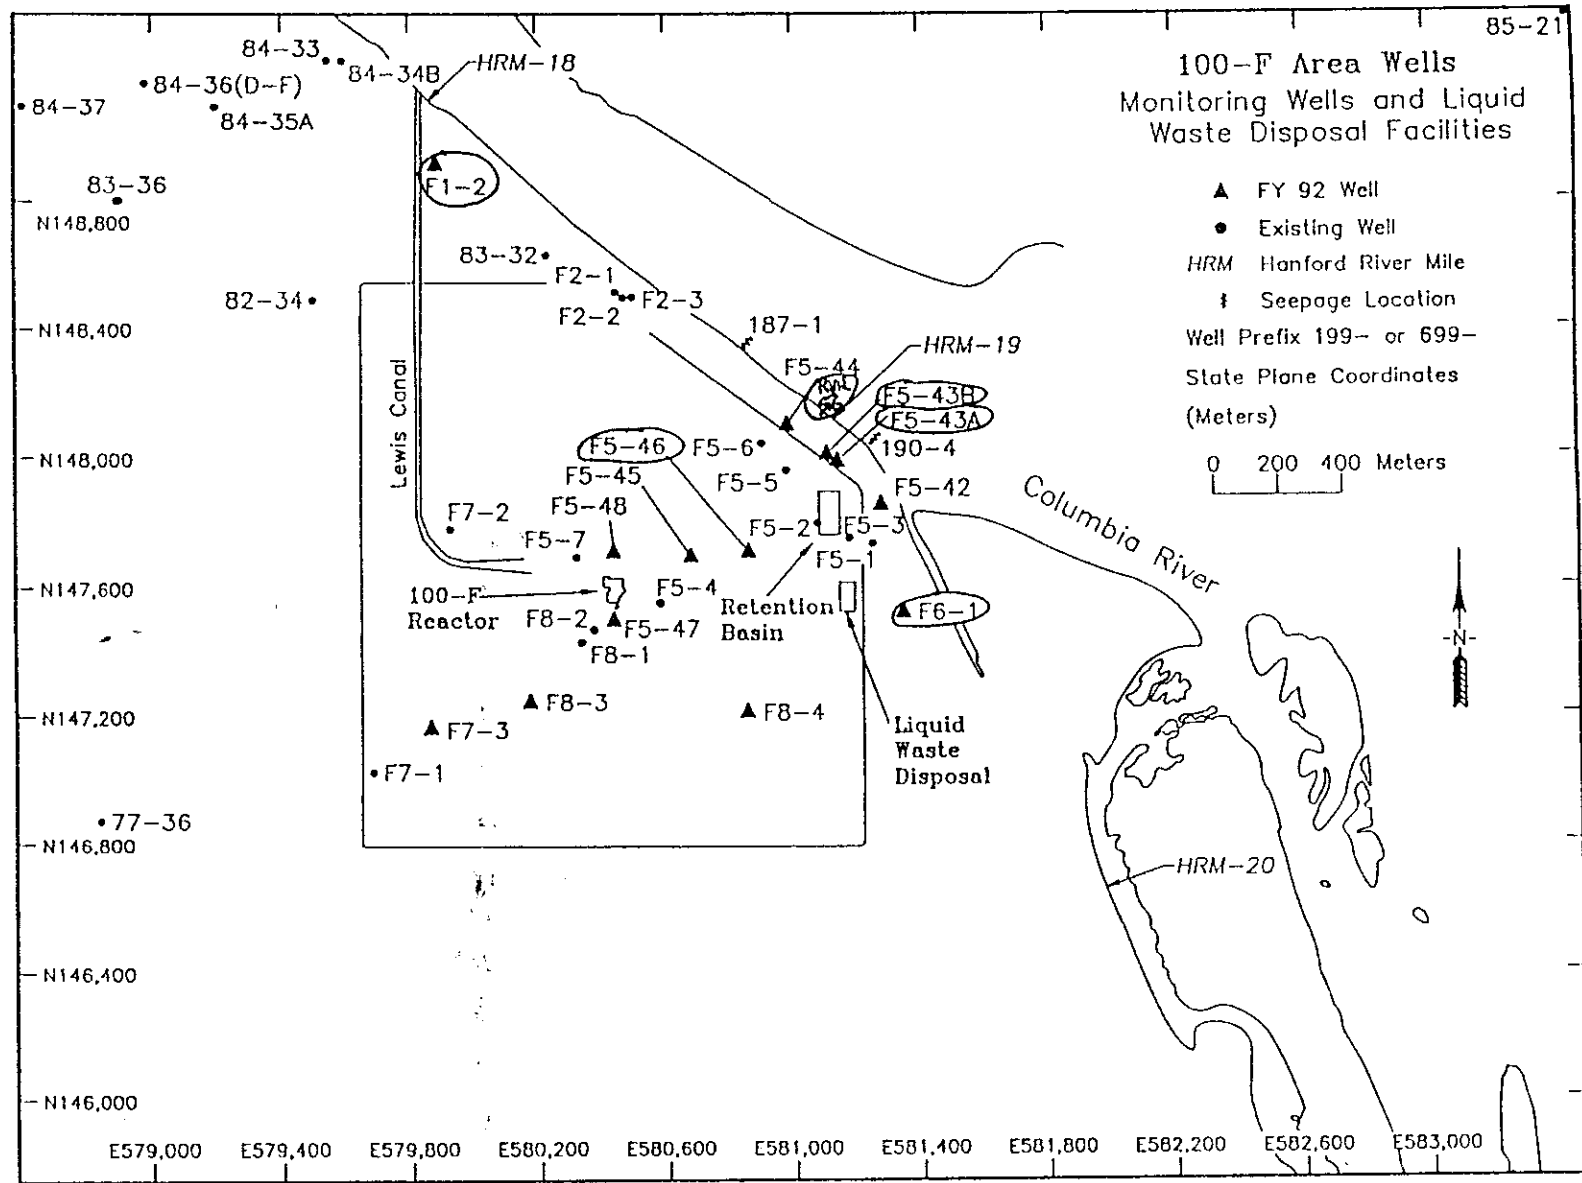 85-21
100-F Area Wells
Monitoring Wells and Liquid
Waste Disposal Facilities
▲ FY 92 Well
● Existing Well
HRM Hanford River Mile
Seepage Location
Well Prefix 199- or 699-
State Plane Coordinates
(Meters)
0 200 400 Meters
84-33
84-34B
HRM-18
84-36(D-F)
84-37
84-35A
83-36
F1-2
N148,800
83-32
F2-1
82-34
F2-3
F2-2
N148,400
187-1
HRM-19
F5-44
Lewis Canal
F5-43B
F5-43A
F5-46
F5-6
190-4
N148,000
F5-45
F5-5
F5-42
Columbia River
F5-48
F7-2
F5-2
F5-3
F5-7
F5-1
N147,600
100-F
Reactor
F5-4
Retention
Basin
F6-1
F8-2
F5-47
F8-1
-N-
N147,200
F8-3
F8-4
F7-3
Liquid
Waste
Disposal
F7-1
77-36
N146,800
HRM-20
N146,400
N146,000
E579,000 E579,400 E579,800 E580,200 E580,600 E581,000 E581,400 E581,800 E582,200 E582,600 E583,000